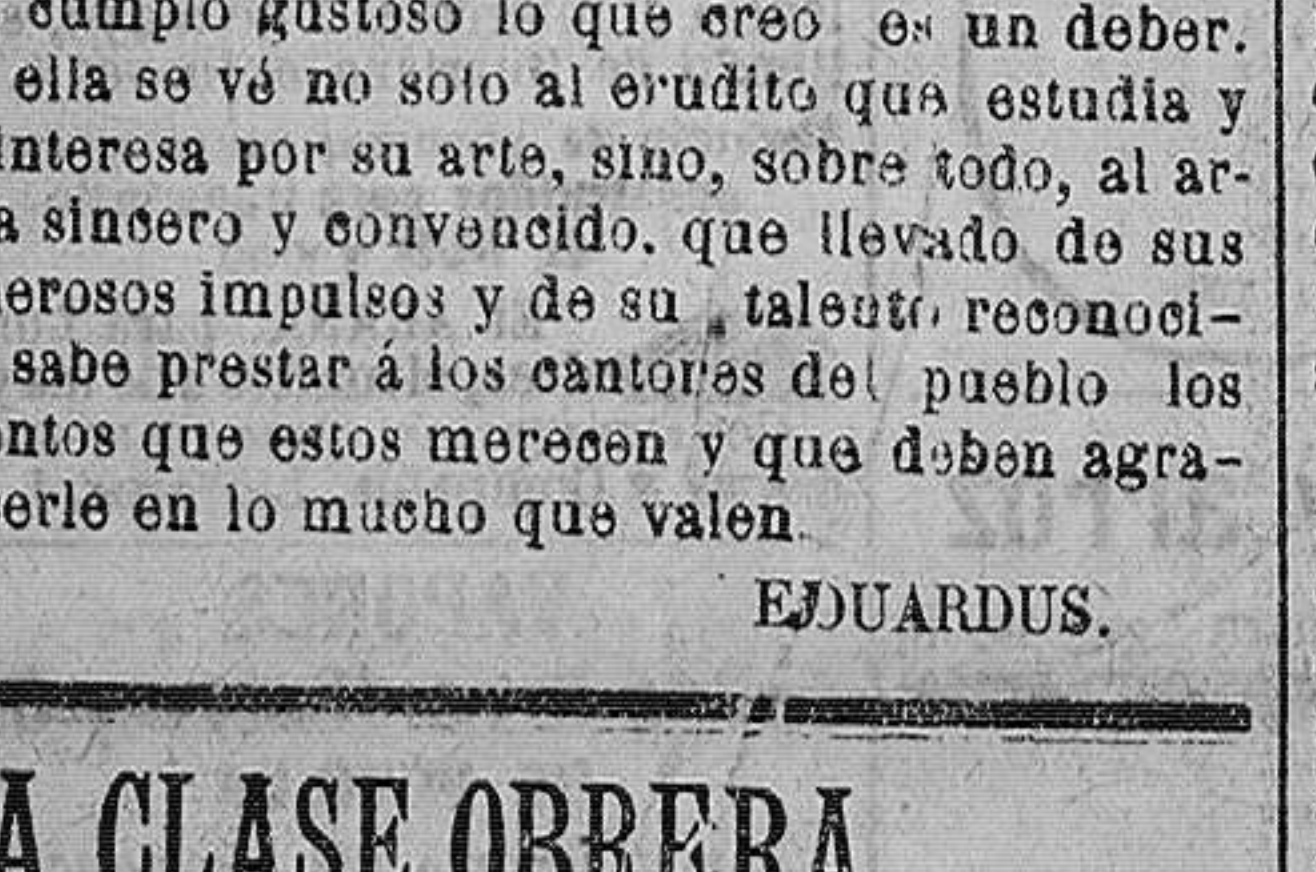 cumplo gustoso lo que creo es un deber.
ella se vé no solo al erudito que estudia y
interesa por su arte, sino, sobre todo, al ar-
a sincero y convencido. que llevado de sus
erosos impulsos y de su talento reconoci-
sabe prestar á los cantores del pueblo los
ntos que estos merecen y que deben agra-
erle en lo mucho que valen.
EDUARDUS.
A CLASE OBRERA